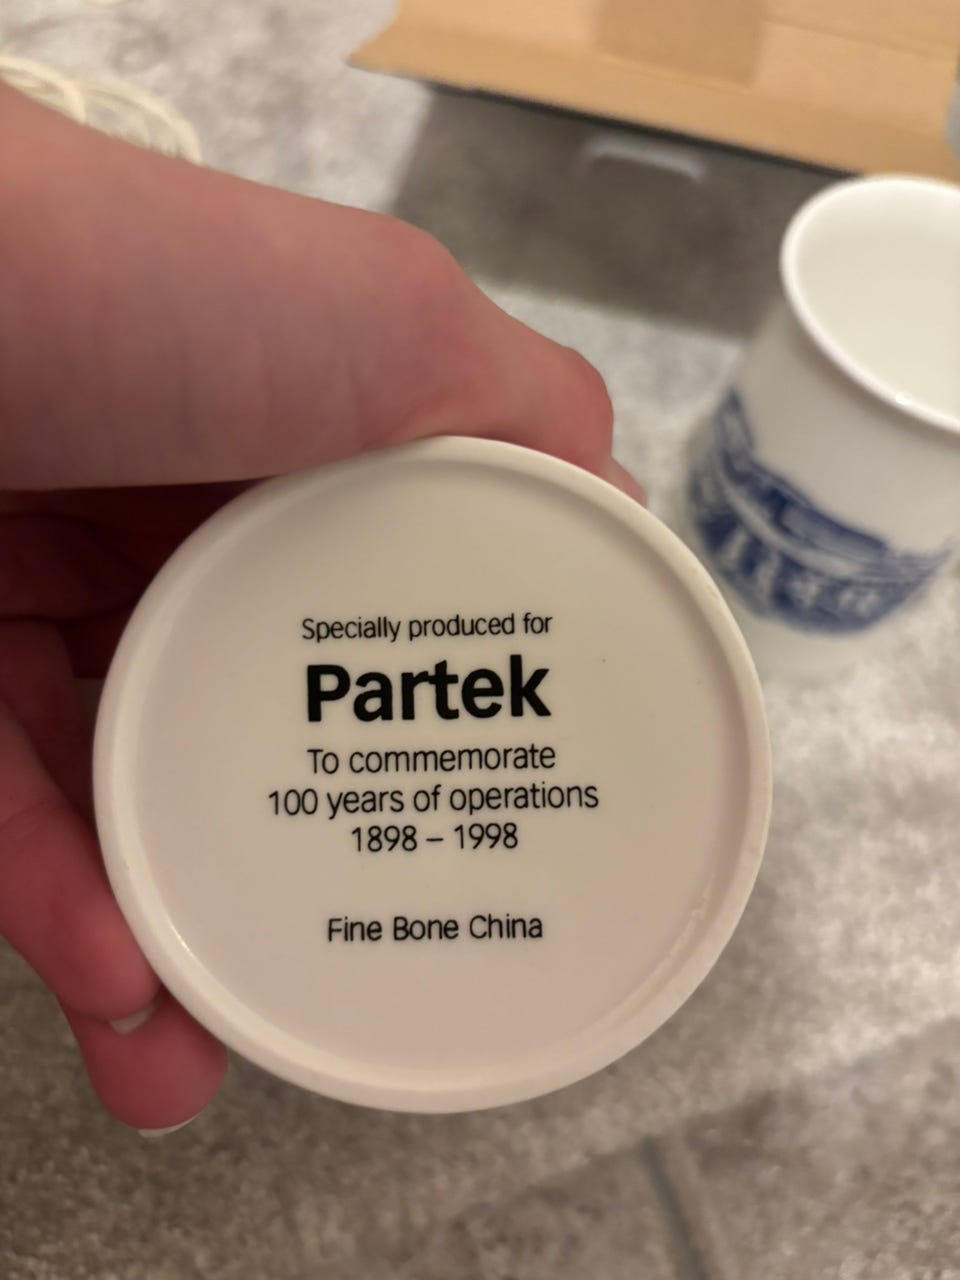 Specially produced for
Partek
To commemorate
100 years of operations
1898 – 1998
Fine Bone China